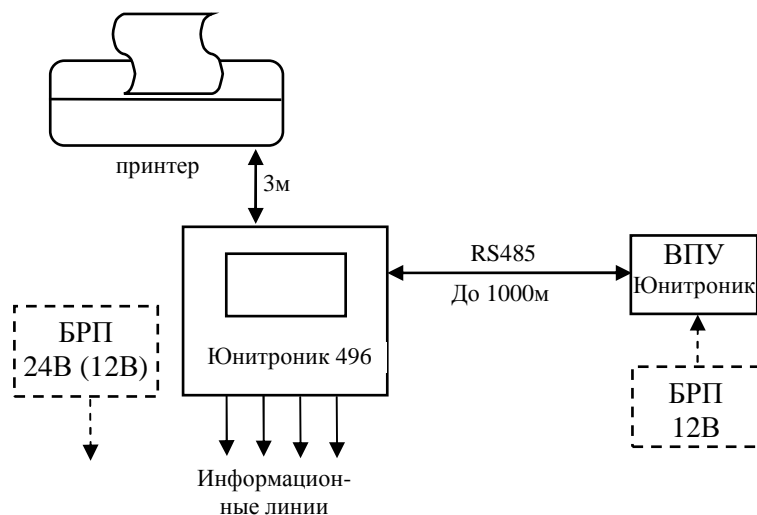 принтер
3м
RS485
До 1000м
ВПУ
Юнитроник
БРП
24В (12В)
Юнитроник 496
БРП
12В
Информацион-
ные линии